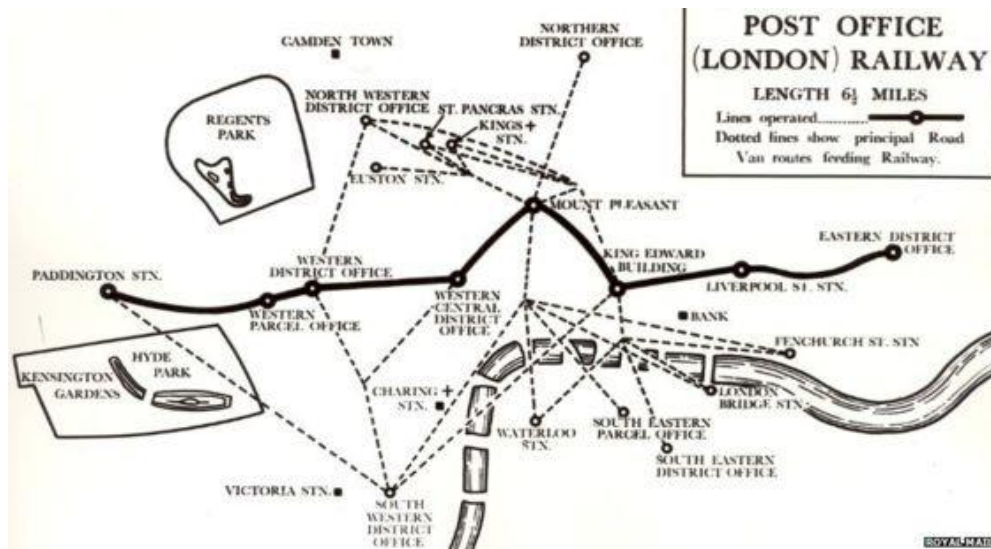 POST OFFICE
(LONDON) RAILWAY
LENGTH 6½ MILES
Lines operated
Dotted lines show principal Road
Van routes feeding Railway.
CAMDEN TOWN
NORTHERN
DISTRICT OFFICE
NORTH WESTERN
DISTRICT OFFICE
ST. PANCRAS STN.
KINGS +
STN.
REGENTS
PARK
EUSTON STN.
MOUNT PLEASANT
KING EDWARD
BUILDING
EASTERN DISTRICT
OFFICE
PADDINGTON STN.
WESTERN
DISTRICT OFFICE
WESTERN
PARCEL OFFICE
WESTERN
CENTRAL
DISTRICT
OFFICE
LIVERPOOL ST. STN.
BANK
FENCHURCH ST. STN
HYDE
PARK
KENSINGTON
GARDENS
CHARING +
STN.
LONDON
BRIDGE STN.
WATERLOO
STN.
SOUTH EASTERN
PARCEL OFFICE
SOUTH EASTERN
DISTRICT OFFICE
VICTORIA STN.
SOUTH
WESTERN
DISTRICT
OFFICE
ROYAL MAIL